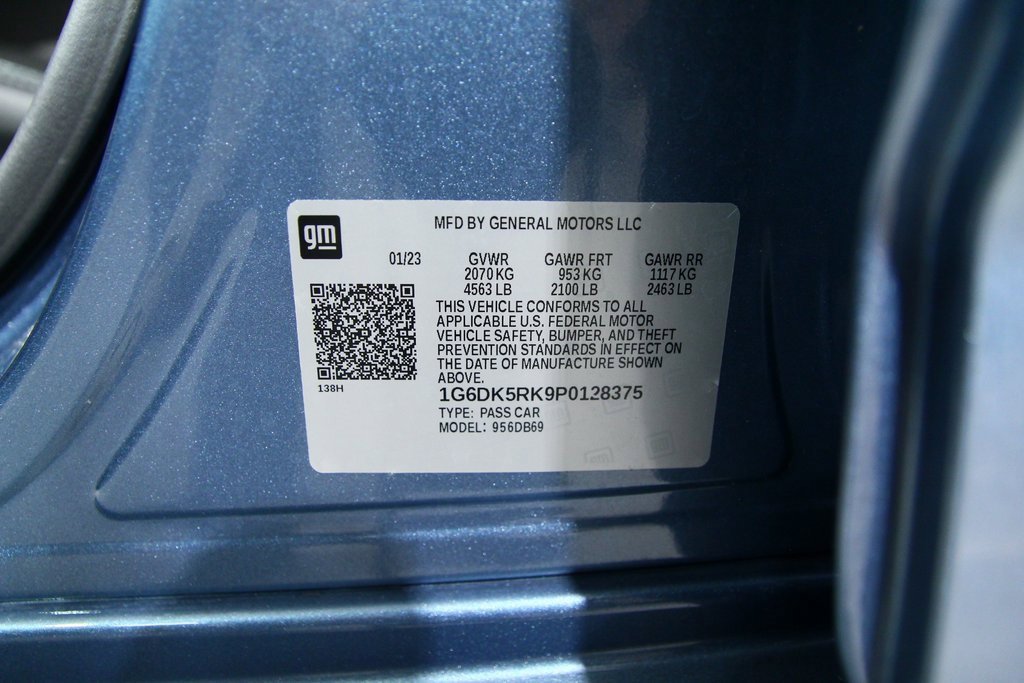 gm
MFD BY GENERAL MOTORS LLC
01/23 GVWR GAWR FRT GAWR RR
2070 KG 953 KG 1117 KG
4563 LB 2100 LB 2463 LB
THIS VEHICLE CONFORMS TO ALL
APPLICABLE U.S. FEDERAL MOTOR
VEHICLE SAFETY, BUMPER, AND THEFT
PREVENTION STANDARDS IN EFFECT ON
THE DATE OF MANUFACTURE SHOWN
ABOVE.
138H
1G6DK5RK9P0128375
TYPE: PASS CAR
MODEL: 956DB69